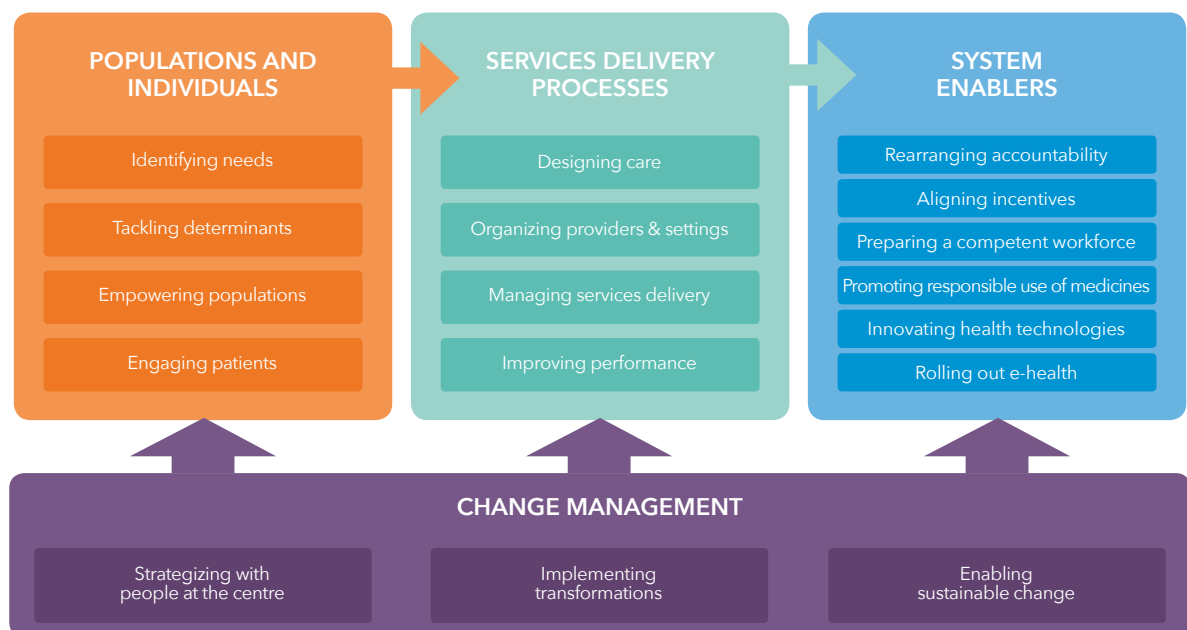 POPULATIONS AND
INDIVIDUALS
Identifying needs
Tackling determinants
Empowering populations
Engaging patients
SERVICES DELIVERY
PROCESSES
Designing care
Organizing providers & settings
Managing services delivery
Improving performance
SYSTEM
ENABLERS
Rearranging accountability
Aligning incentives
Preparing a competent workforce
Promoting responsible use of medicines
Innovating health technologies
Rolling out e-health
CHANGE MANAGEMENT
Strategizing with
people at the centre
Implementing
transformations
Enabling
sustainable change